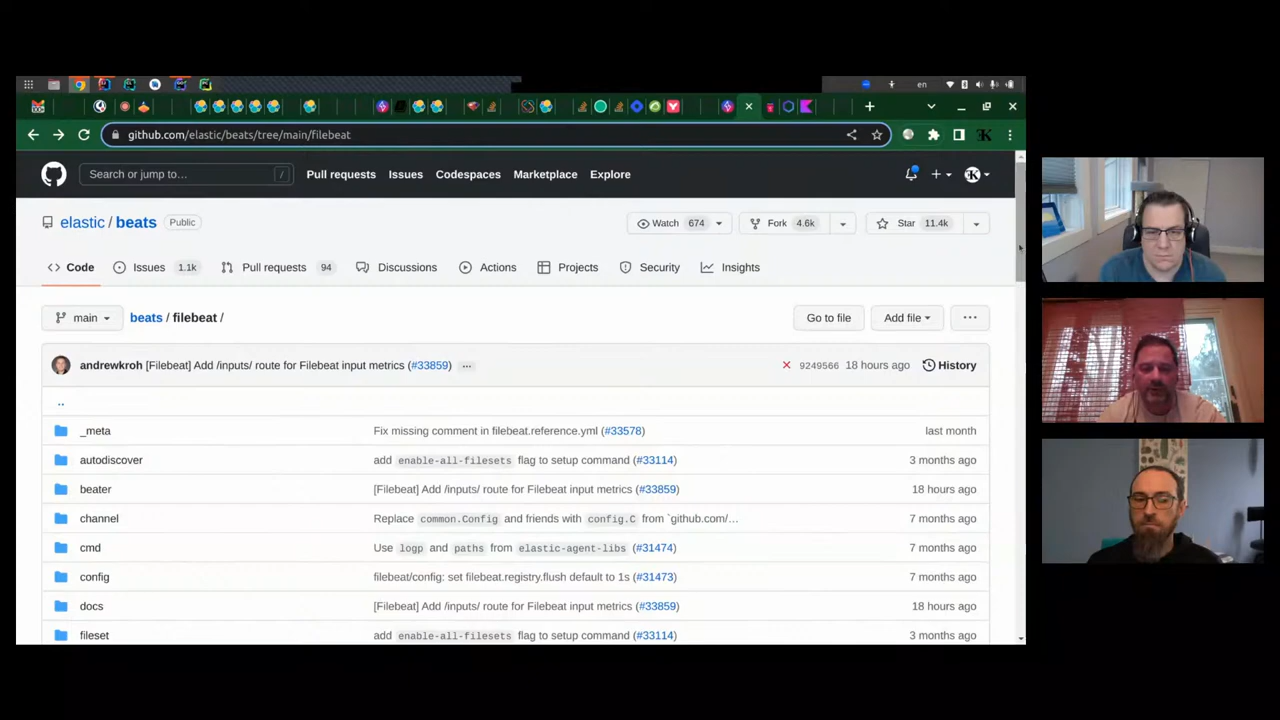 en
github.com/elastic/beats/tree/main/filebeat
Search or jump to… /
Pull requests Issues Codespaces Marketplace Explore
elastic / beats Public
Watch 674 Fork 4.6k Star 11.4k
Code Issues 1.1k Pull requests 94 Discussions Actions Projects Security Insights
main beats / filebeat / Go to file Add file
andrewkroh [Filebeat] Add /inputs/ route for Filebeat input metrics (#33859) 9249566 18 hours ago History
..
_meta Fix missing comment in filebeat.reference.yml (#33578) last month
autodiscover add enable-all-filesets flag to setup command (#33114) 3 months ago
beater [Filebeat] Add /inputs/ route for Filebeat input metrics (#33859) 18 hours ago
channel Replace common.Config and friends with config.C from `github.com/… 7 months ago
cmd Use logp and paths from elastic-agent-libs (#31474) 7 months ago
config filebeat/config: set filebeat.registry.flush default to 1s (#31473) 7 months ago
docs [Filebeat] Add /inputs/ route for Filebeat input metrics (#33859) 18 hours ago
fileset add enable-all-filesets flag to setup command (#33114) 3 months ago